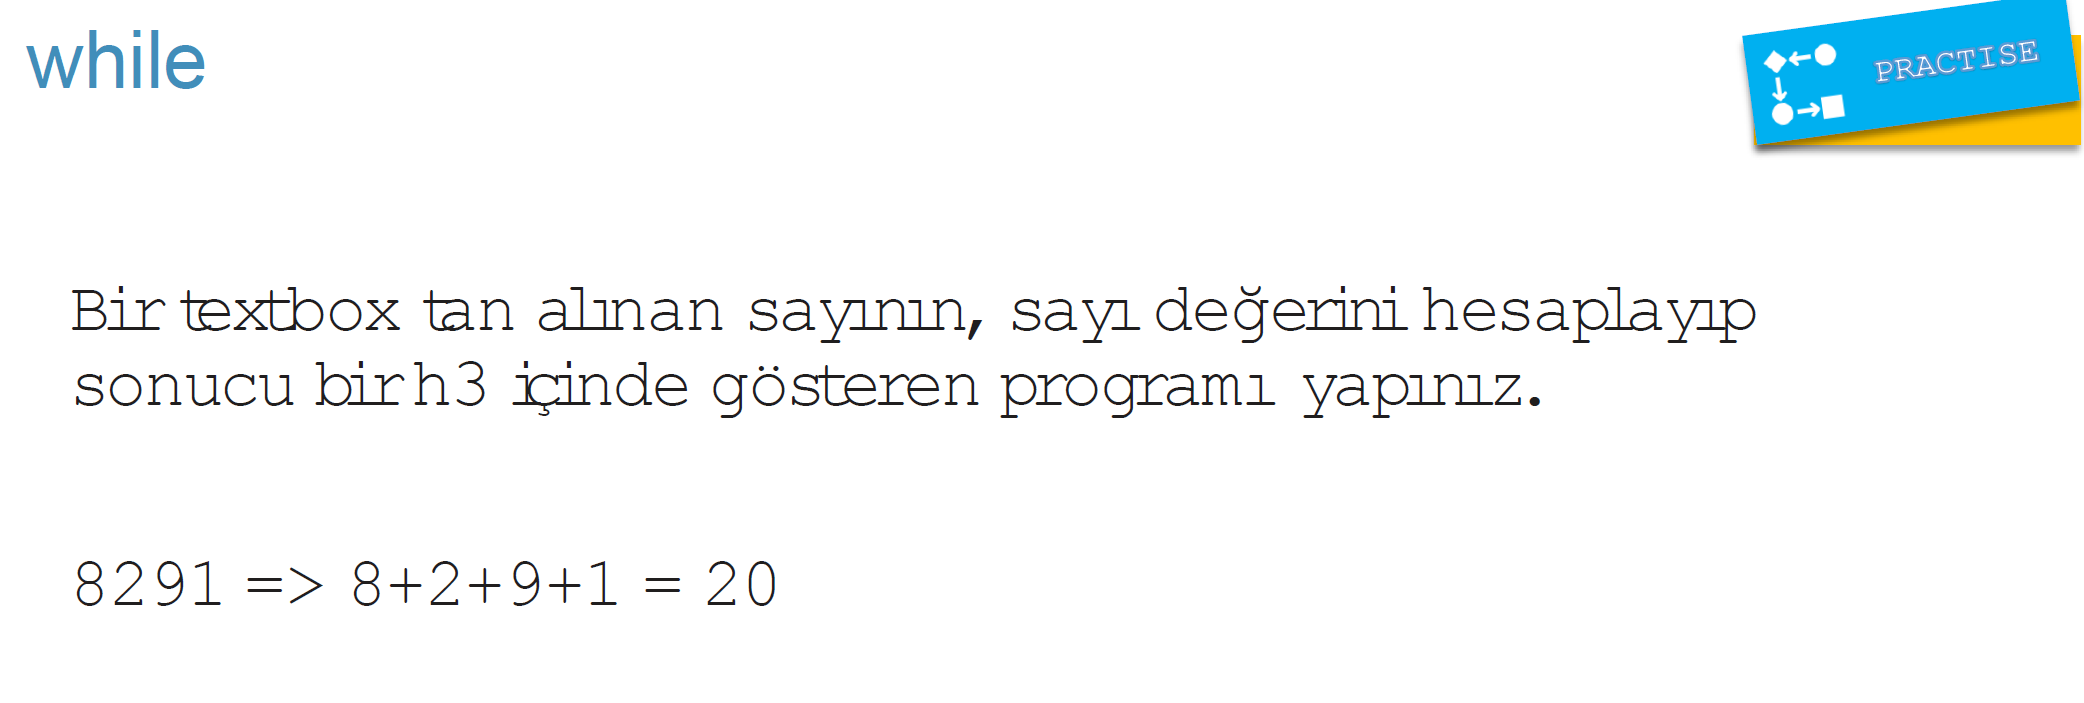 while
PRACTISE
Bir textbox tan alınan sayının, sayı değerini hesaplayıp
sonucu bir h3 içinde gösteren programı yapınız.
8291 => 8+2+9+1 = 20